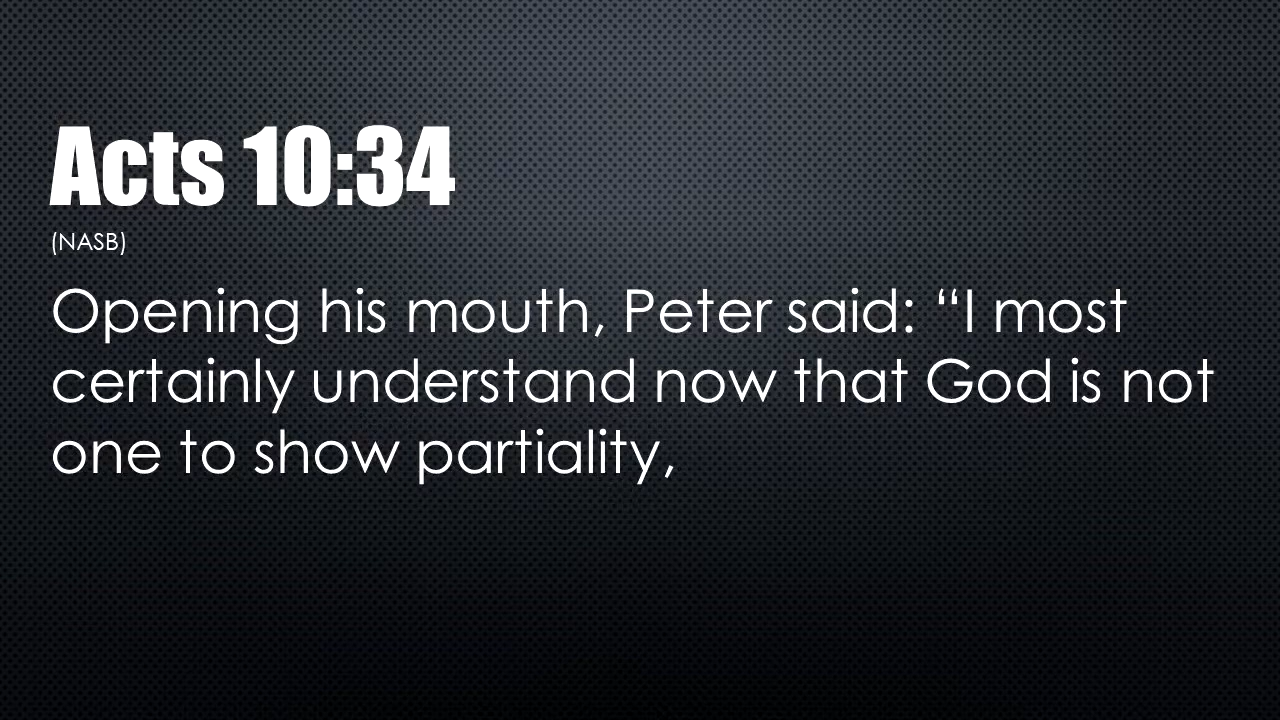 Acts 10:34
(NASB)
Opening his mouth, Peter said: “I most
certainly understand now that God is not
one to show partiality,